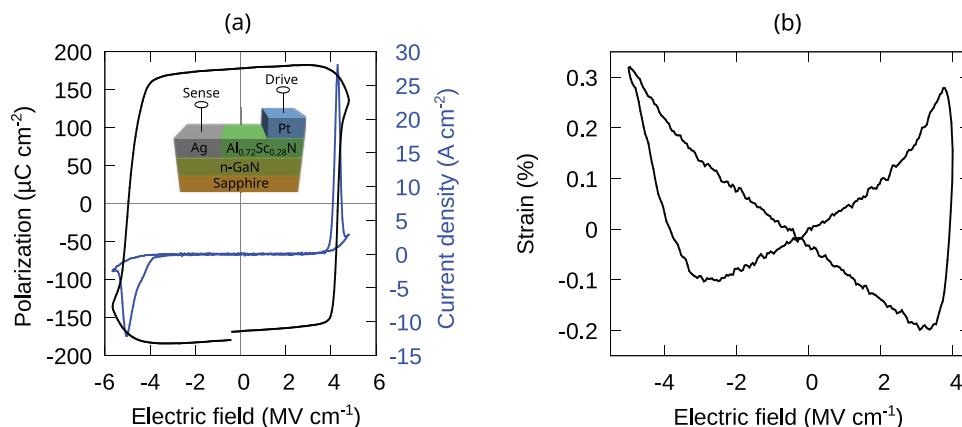 (a)
200
150
100
50
0
-50
-100
-150
-200
Polarization (µC cm⁻²)
-6
-4
-2
0
2
4
6
Electric field (MV cm⁻¹)
30
25
20
15
10
5
0
-5
-10
-15
Current density (A cm⁻²)
Sense
Drive
Pt
Ag
Al₀.₇₂Sc₀.₂₈N
n-GaN
Sapphire
(b)
0.3
0.2
0.1
0
-0.1
-0.2
Strain (%)
-4
-2
0
2
4
Electric field (MV cm⁻¹)